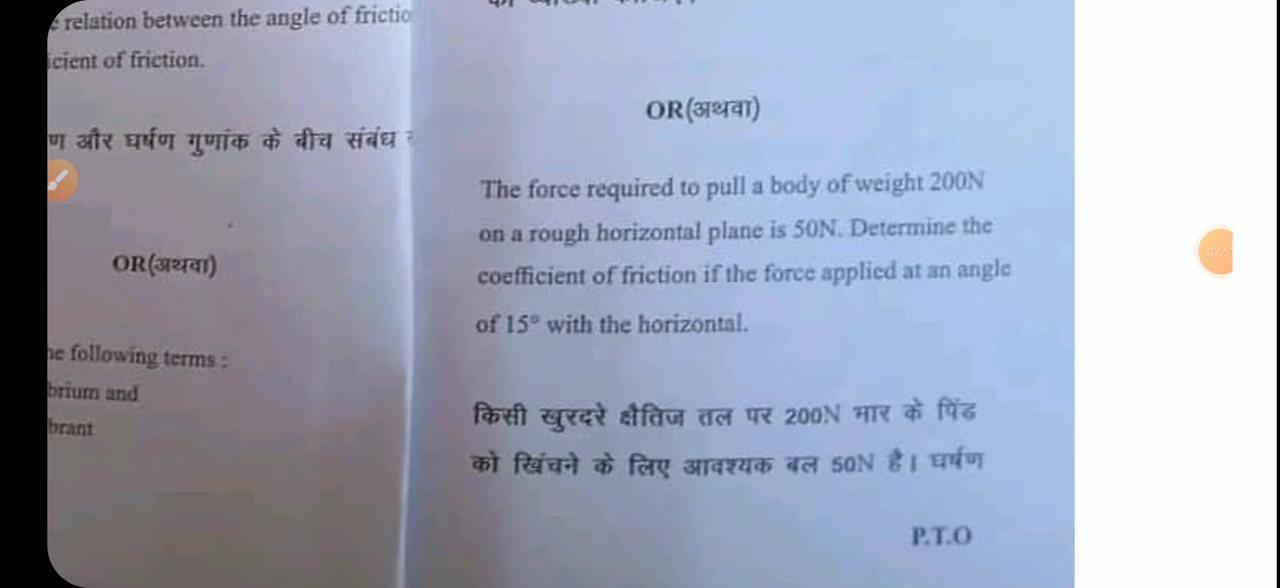 relation between the angle of frictio
icient of friction.
ण और घर्षण गुणांक के बीच संबंध
OR(अथवा)
he following terms :
brium and
brant
OR(अथवा)
The force required to pull a body of weight 200N
on a rough horizontal plane is 50N. Determine the
coefficient of friction if the force applied at an angle
of 15° with the horizontal.
किसी खुरदरे क्षैतिज तल पर 200N भार के पिंड
को खिंचने के लिए आवश्यक बल 50N है। घर्षण
P.T.O